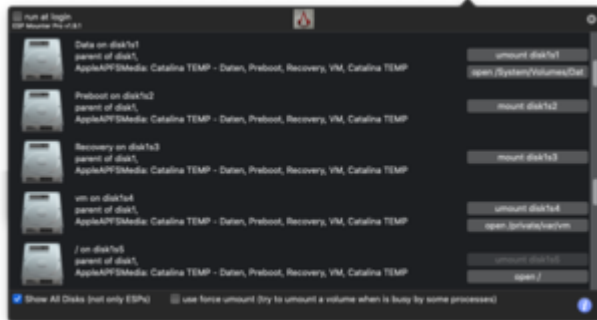 run at login
ESP Mounter Pro v1.9.1
Data on disk1s1
parent of disk1,
AppleAPFSMedia: Catalina TEMP - Daten, Preboot, Recovery, VM, Catalina TEMP
umount disk1s1
open /System/Volumes/Dat
Preboot on disk1s2
parent of disk1,
AppleAPFSMedia: Catalina TEMP - Daten, Preboot, Recovery, VM, Catalina TEMP
mount disk1s2
Recovery on disk1s3
parent of disk1,
AppleAPFSMedia: Catalina TEMP - Daten, Preboot, Recovery, VM, Catalina TEMP
mount disk1s3
vm on disk1s4
parent of disk1,
AppleAPFSMedia: Catalina TEMP - Daten, Preboot, Recovery, VM, Catalina TEMP
umount disk1s4
open /private/var/vm
/ on disk1s5
parent of disk1,
AppleAPFSMedia: Catalina TEMP - Daten, Preboot, Recovery, VM, Catalina TEMP
umount disk1s5
open /
Show All Disks (not only ESPs)
use force umount (try to umount a volume when is busy by some processes)